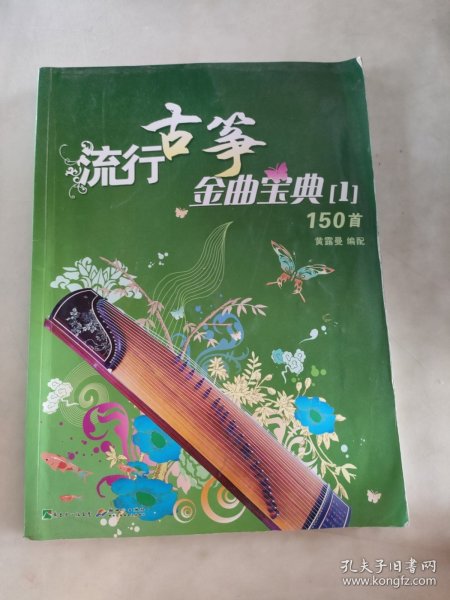 流行古筝
金曲宝典[1]
150首
黄露曼 编配
孔夫子旧书网
www.kongfz.com